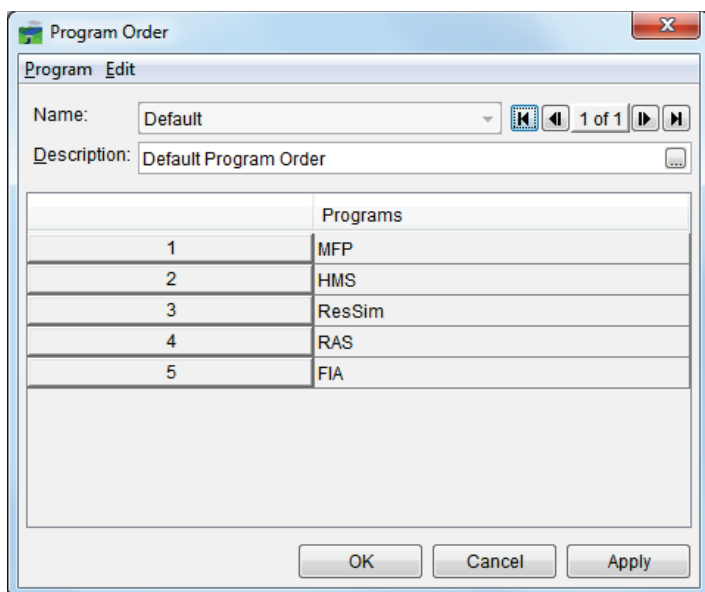 Program Order
Program Edit
Name: Default 1 of 1
Description: Default Program Order ...
Programs
1 MFP
2 HMS
3 ResSim
4 RAS
5 FIA
OK Cancel Apply